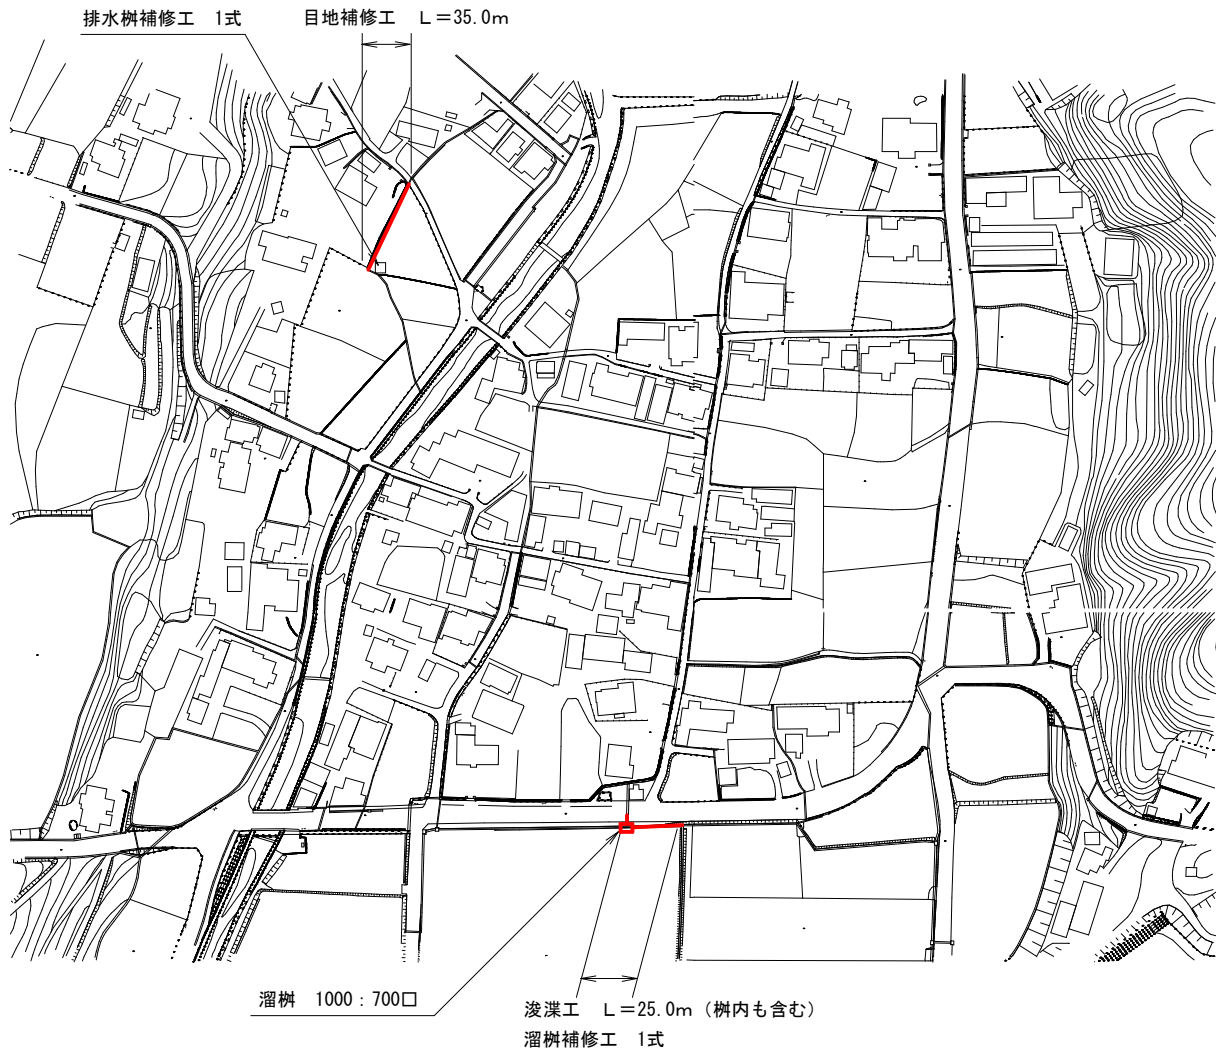 排水桝補修工　1式
目地補修工　L＝35.0m
溜桝　1000：700□
浚渫工　L＝25.0m（桝内も含む）
溜桝補修工　1式